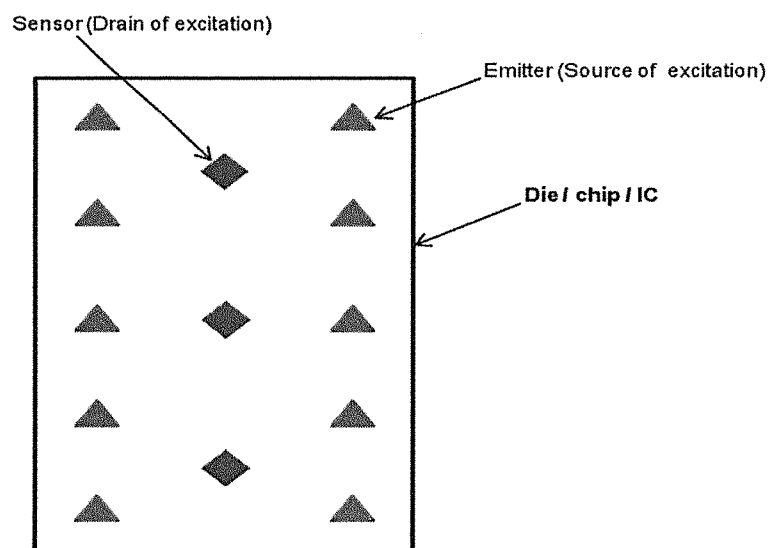 Sensor (Drain of excitation)
Emitter (Source of excitation)
Die / chip / IC